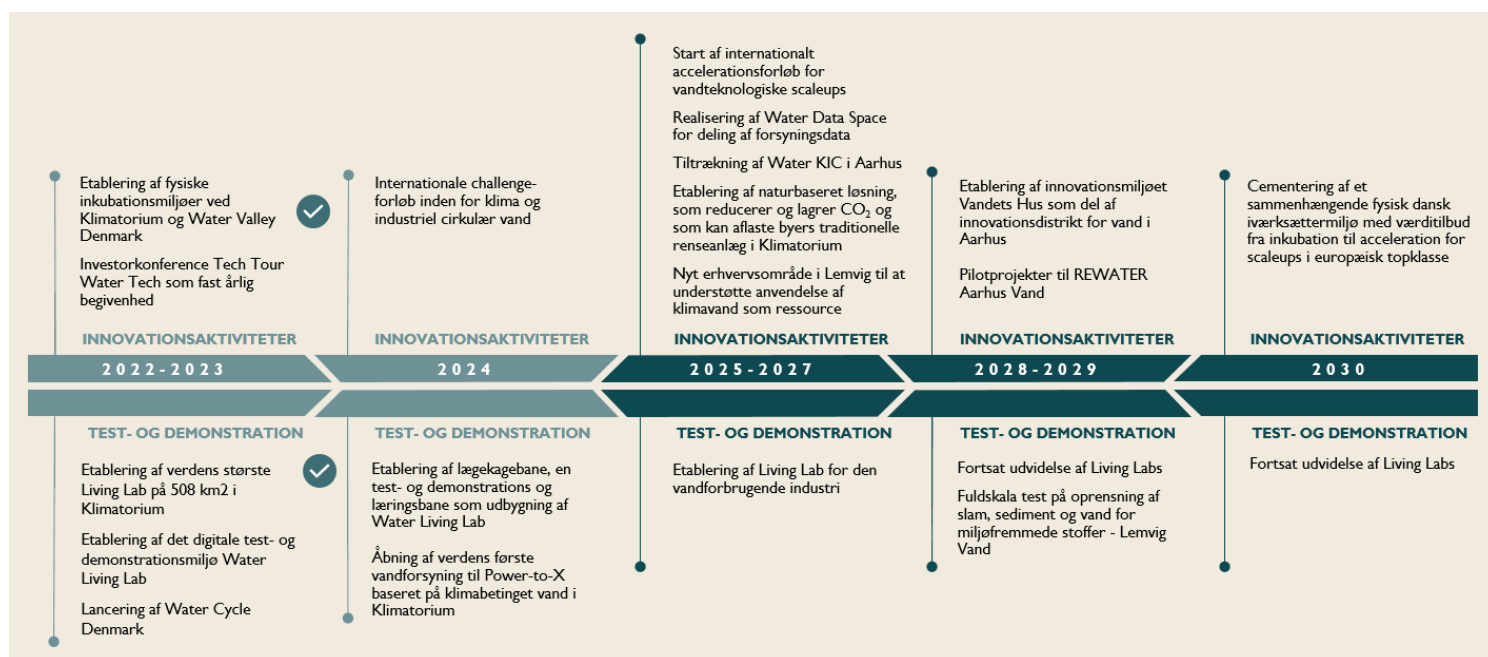 Etablering af fysiske
inkubationsmiljøer ved
Klimatorium og Water Valley
Denmark
Investorkonference Tech Tour
Water Tech som fast årlig
begivenhed
INNOVATIONSAKTIVITETER
2022-2023
TEST- OG DEMONSTRATION
Etablering af verdens største
Living Lab på 508 km2 i
Klimatorium
Etablering af det digitale test- og
demonstrationsmiljø Water
Living Lab
Lancering af Water Cycle
Denmark
Internationale challenge-
forløb inden for klima og
industriel cirkulær vand
INNOVATIONSAKTIVITETER
2024
TEST- OG DEMONSTRATION
Etablering af lægekagebane, en
test- og demonstrations og
læringsbane som udbygning af
Water Living Lab
Åbning af verdens første
vandforsyning til Power-to-X
baseret på klimabetinget vand i
Klimatorium
Start af internationalt
accelerationsforløb for
vandteknologiske scaleups
Realisering af Water Data Space
for deling af forsyningsdata
Tiltrækning af Water KIC i Aarhus
Etablering af naturbaseret løsning,
som reducerer og lagrer CO₂ og
som kan aflaste byers traditionelle
renseanlæg i Klimatorium
Nyt erhvervsområde i Lemvig til at
understøtte anvendelse af
klimavand som ressource
INNOVATIONSAKTIVITETER
2025-2027
TEST- OG DEMONSTRATION
Etablering af Living Lab for den
vandforbrugende industri
Etablering af innovationsmiljøet
Vandets Hus som del af
innovationsdistrikt for vand i
Aarhus
Pilotprojekter til REWATER
Aarhus Vand
INNOVATIONSAKTIVITETER
2028-2029
TEST- OG DEMONSTRATION
Fortsat udvidelse af Living Labs
Fuldskala test på oprensning af
slam, sediment og vand for
miljøfremmede stoffer - Lemvig
Vand
Cementering af et
sammenhængende fysisk dansk
iværksættermiljø med værditilbud
fra inkubation til acceleration for
scaleups i europæisk topklasse
INNOVATIONSAKTIVITETER
2030
TEST- OG DEMONSTRATION
Fortsat udvidelse af Living Labs